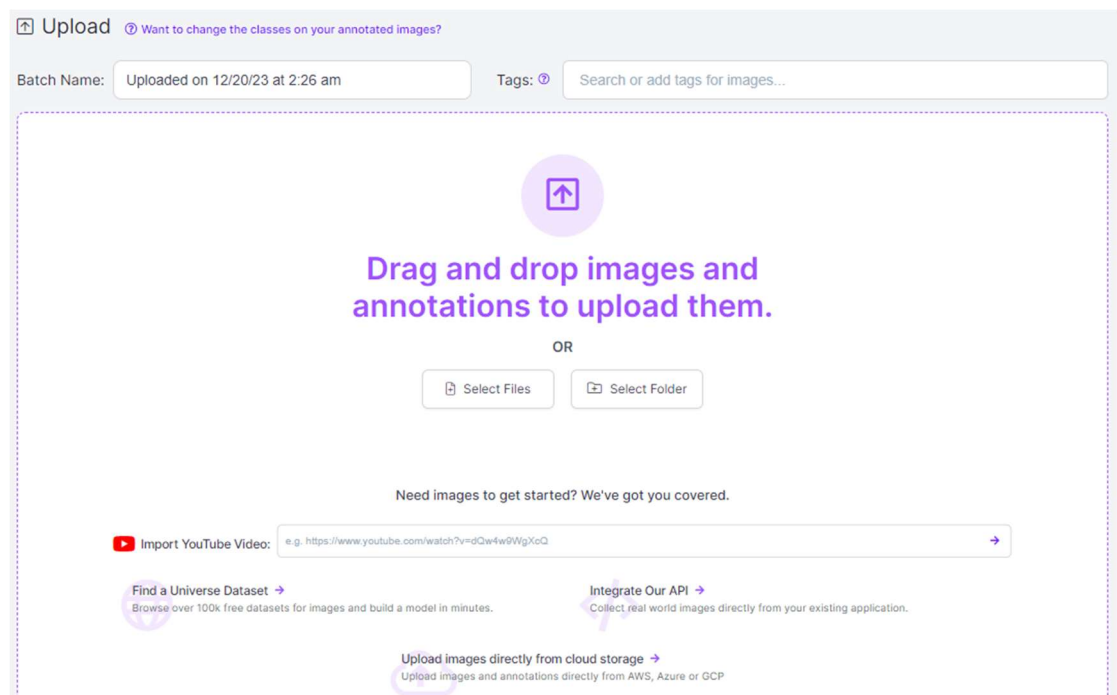 Upload
Want to change the classes on your annotated images?
Batch Name: Uploaded on 12/20/23 at 2:26 am Tags: Search or add tags for images...
Drag and drop images and
annotations to upload them.
OR
Select Files Select Folder
Need images to get started? We've got you covered.
Import YouTube Video: e.g. https://www.youtube.com/watch?v=dQw4w9WgXcQ
Find a Universe Dataset →
Browse over 100k free datasets for images and build a model in minutes.
Integrate Our API →
Collect real world images directly from your existing application.
Upload images directly from cloud storage →
Upload images and annotations directly from AWS, Azure or GCP